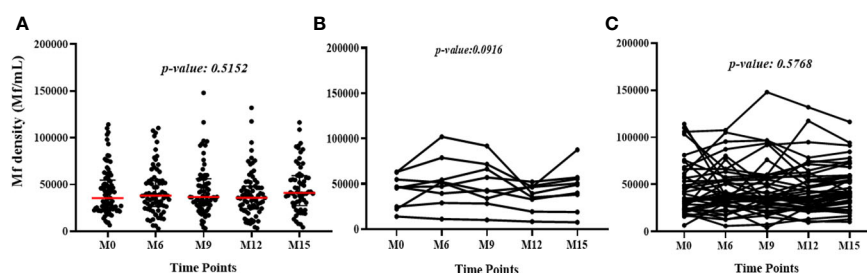 A
Mf density (Mf/mL)
200000
150000
100000
50000
0
p-value: 0.5152
M0 M6 M9 M12 M15
Time Points
B
200000
150000
100000
50000
0
p-value:0.0916
M0 M6 M9 M12 M15
Time Points
C
200000
150000
100000
50000
0
p-value: 0.5768
M0 M6 M9 M12 M15
Time Points